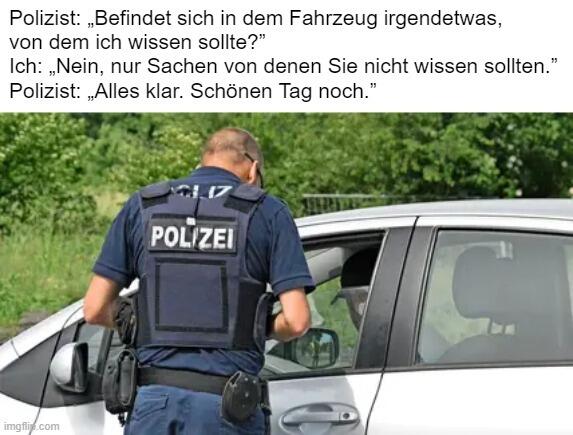 Polizist: „Befindet sich in dem Fahrzeug irgendetwas,
von dem ich wissen sollte?”
Ich: „Nein, nur Sachen von denen Sie nicht wissen sollten.”
Polizist: „Alles klar. Schönen Tag noch.”
POLIZ
POLIZEI
imgflip.com